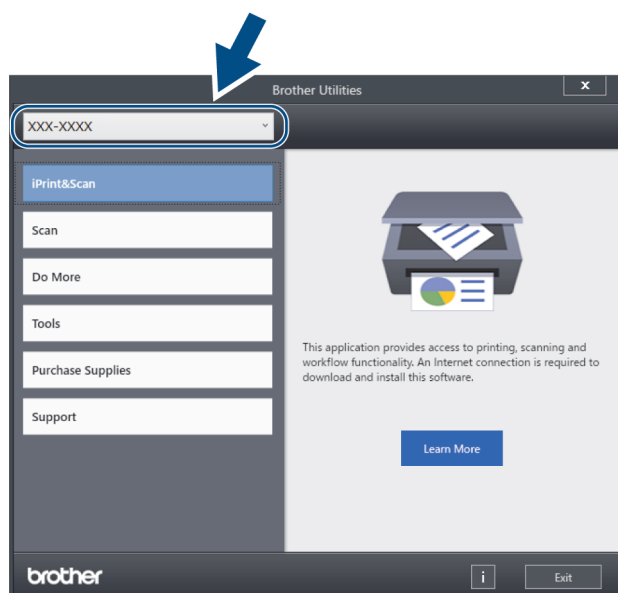 Brother Utilities
x
XXX-XXXX
iPrint&Scan
Scan
Do More
Tools
Purchase Supplies
Support
This application provides access to printing, scanning and
workflow functionality. An Internet connection is required to
download and install this software.
Learn More
brother
i
Exit